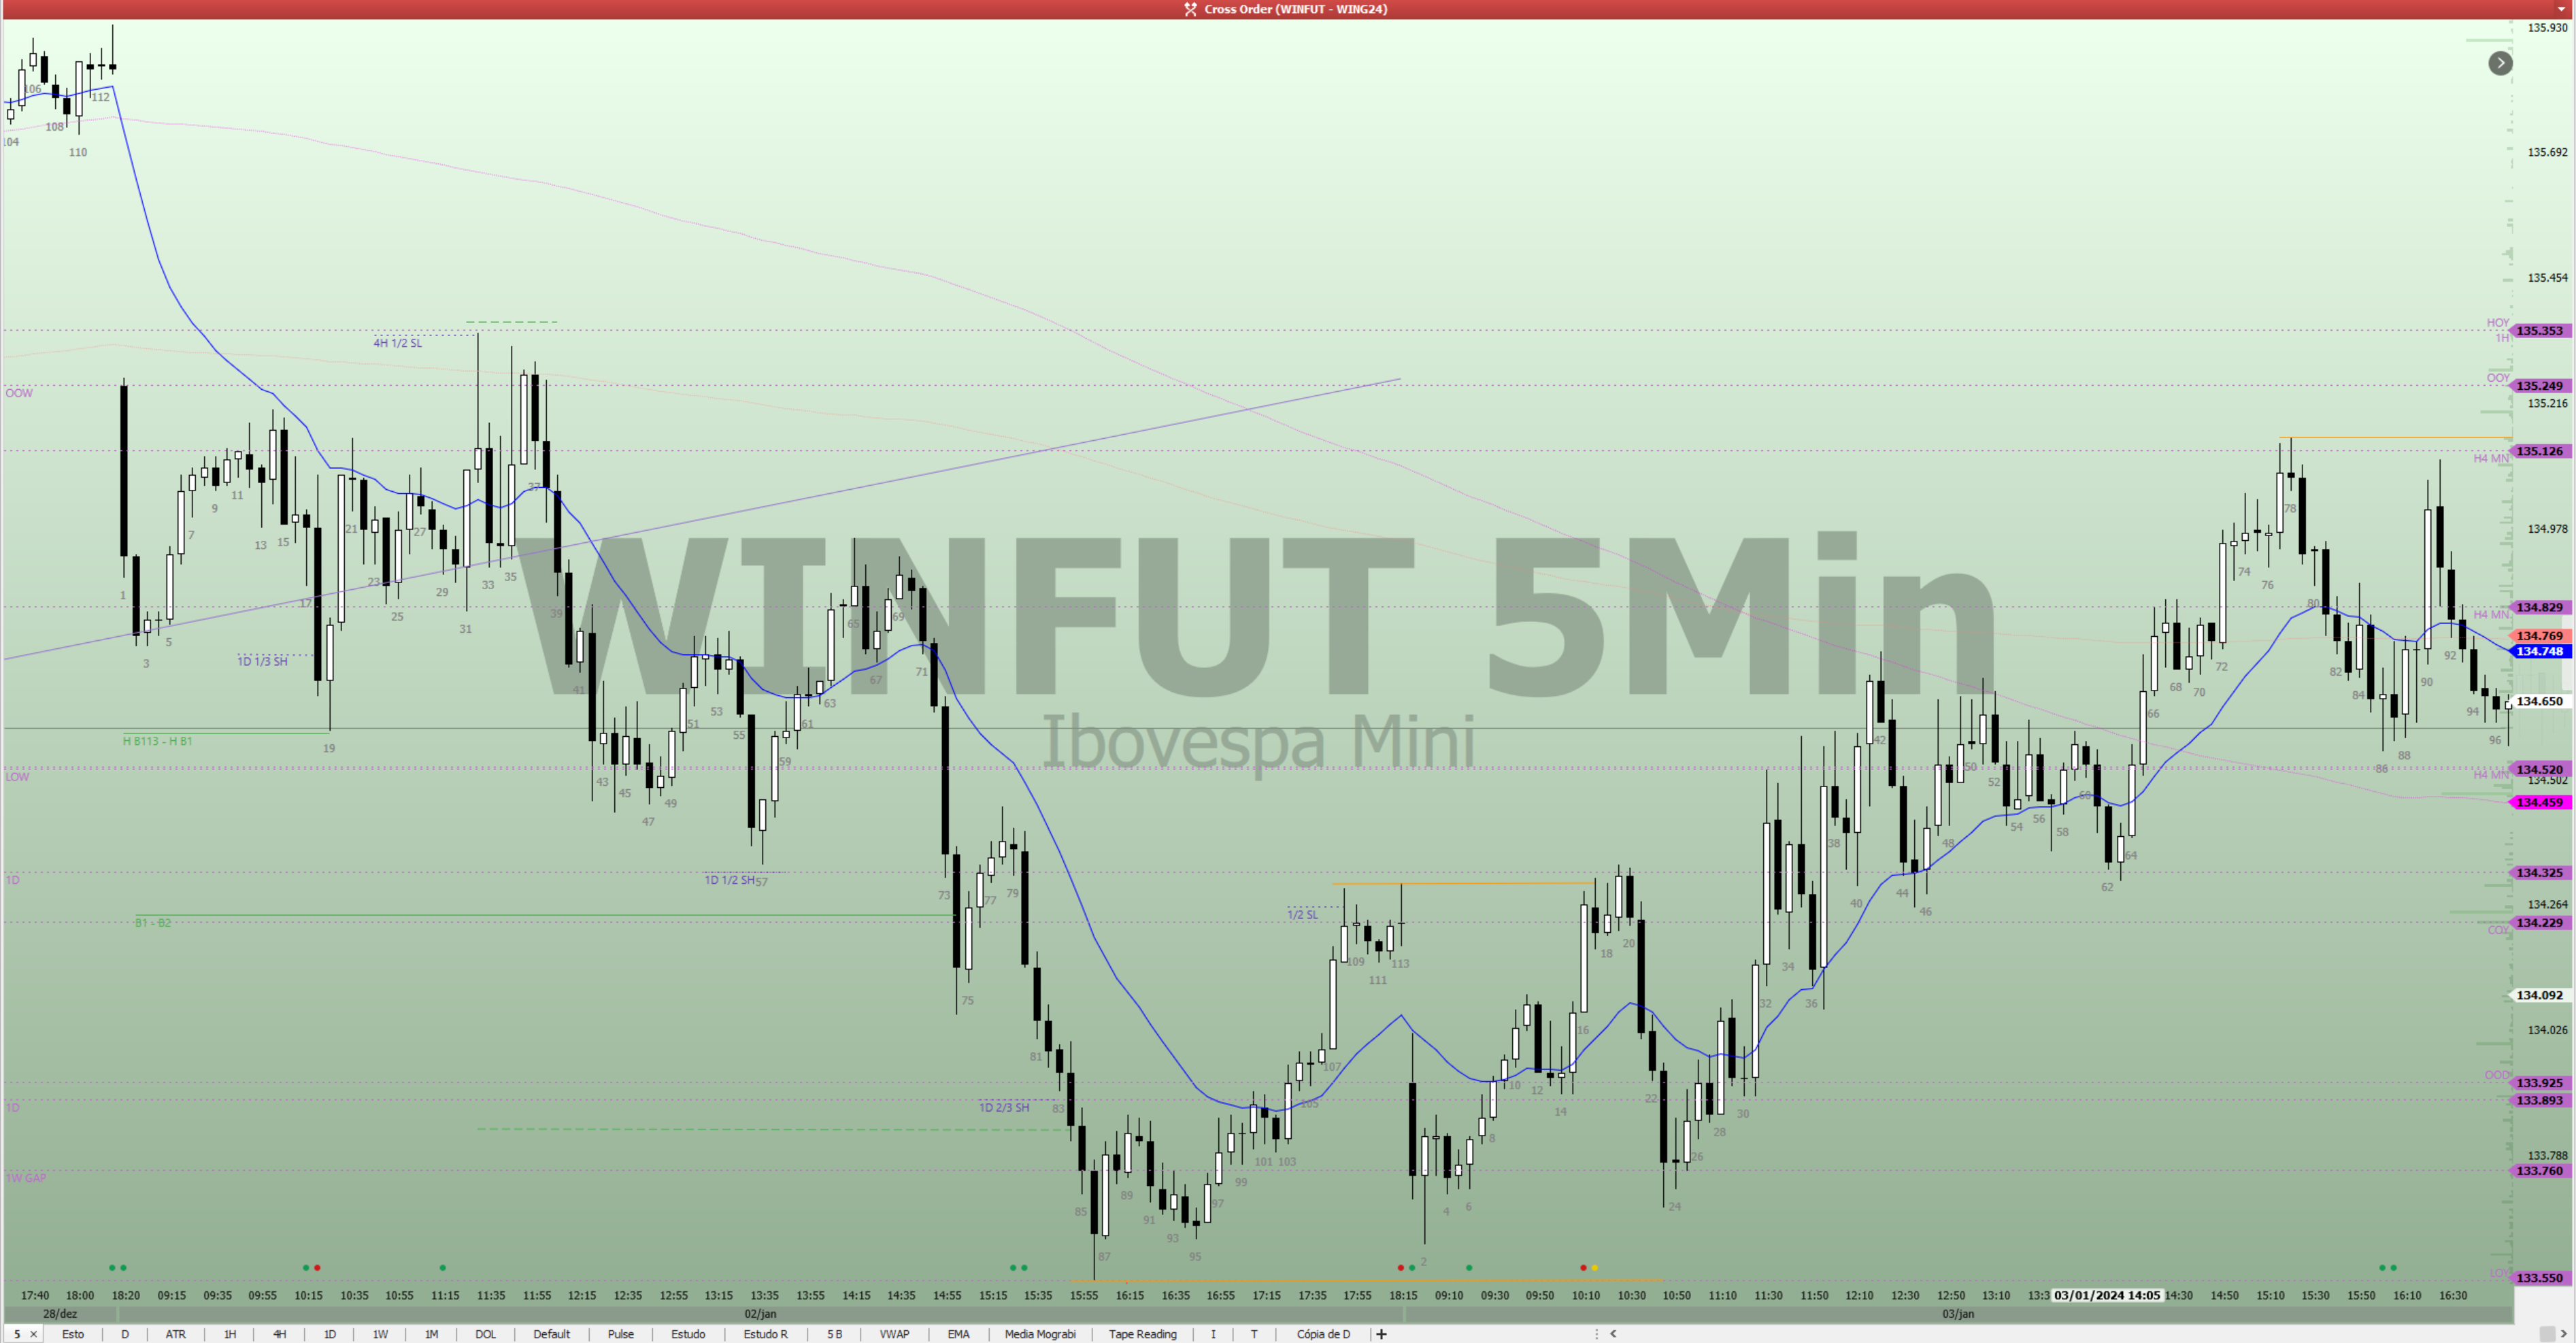 Cross Order (WINFUT - WING24)
135.930
135.692
135.454
HOY
135.353
1H
4H 1/2 SL
OOY
135.249
OOW
135.216
135.126
H4 MN
134.978
134.829
H4 MN
134.769
134.748
134.650
134.520
H4 MN
134.502
134.459
134.325
134.264
134.229
134.092
134.026
133.925
133.893
133.788
133.760
133.550
WINFUT 5Min
Ibovespa Mini
1D 1/3 SH
H B113 - H B1
LOW
1D 1/2 SH
1D
B1 - B2
1/2 SL
1D 2/3 SH
1D
1W GAP
104 106 108 110 112
1 3 5 7 9 11 13 15 17 19 21 23 25 27 29 31 33 35 37 39 41 43 45 47 49 51 53 55 57 59 61 63 65 67 69 71 73 75 77 79 81 83 85 87 89 91 93 95 97 99 101 103 105 107 109 111 113
2 4 6 8 10 12 14 16 18 20 22 24 26 28 30 32 34 36 38 40 42 44 46 48 50 52 54 56 58 60 62 64 66 68 70 72 74 76 78 80 82 84 86 88 90 92 94 96
17:40 18:00 18:20 09:15 09:35 09:55 10:15 10:35 10:55 11:15 11:35 11:55 12:15 12:35 12:55 13:15 13:35 13:55 14:15 14:35 14:55 15:15 15:35 15:55 16:15 16:35 16:55 17:15 17:35 17:55 18:15 09:10 09:30 09:50 10:10 10:30 10:50 11:10 11:30 11:50 12:10 12:30 12:50 13:10 13:3 03/01/2024 14:05 14:30 14:50 15:10 15:30 15:50 16:10 16:30
28/dez 02/jan 03/jan
5 × Esto D ATR 1H 4H 1D 1W 1M DOL Default Pulse Estudo Estudo R 5 B VWAP EMA Media Mograbi Tape Reading I T Cópia de D +